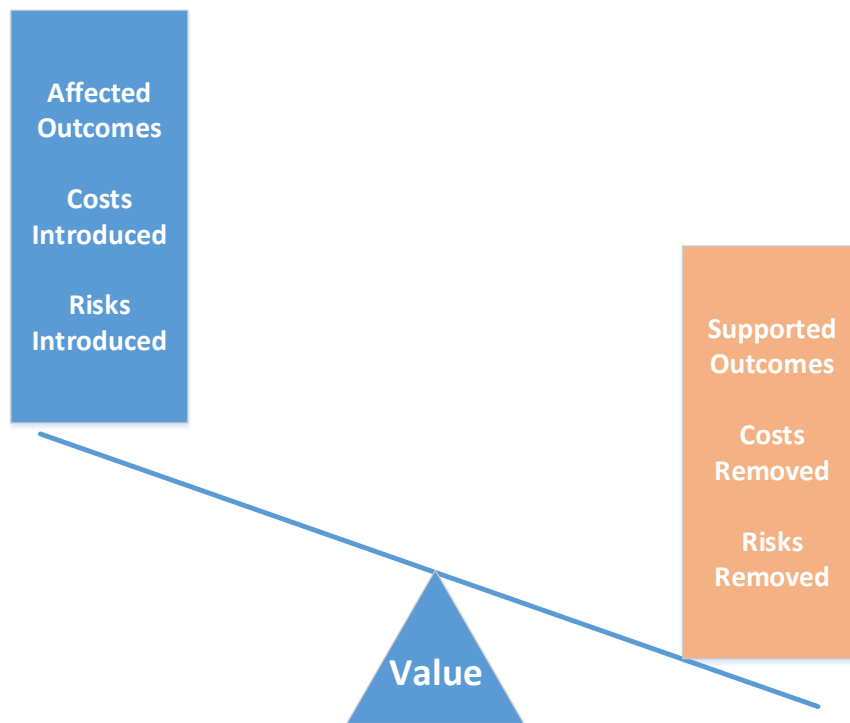 Affected
Outcomes
Costs
Introduced
Risks
Introduced
Supported
Outcomes
Costs
Removed
Risks
Removed
Value